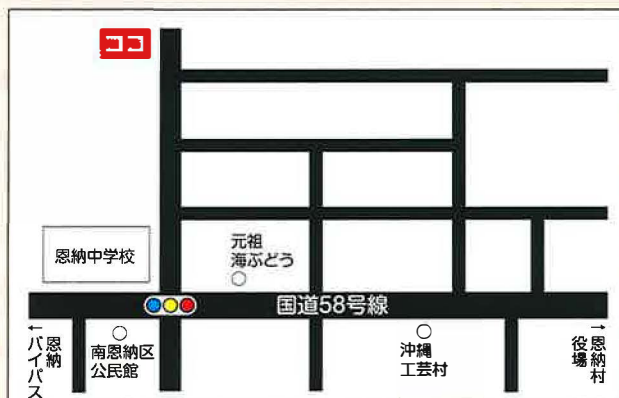 ココ
恩納中学校
元祖
海ぶどう
国道58号線
←恩納
バイパス
南恩納区
公民館
沖縄
工芸村
→恩納村
役場